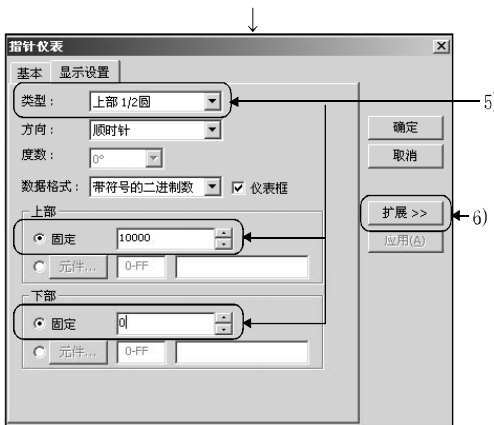 ↓
指针仪表
基本 显示设置
类型： 上部 1/2圆 5)
方向： 顺时针 确定
度数： 0° 取消
数据格式： 带符号的二进制数 仪表框
上部 扩展 >> 6)
固定 10000 应用(A)
元件... 0-FF
下部
固定 0
元件... 0-FF